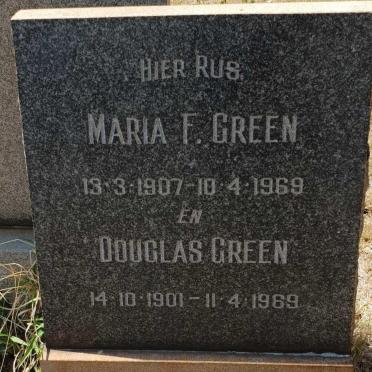 HIER RUS
MARIA F. GREEN
13·3·1907-10·4·1969
EN
DOUGLAS GREEN
14·10·1901-11·4·1969